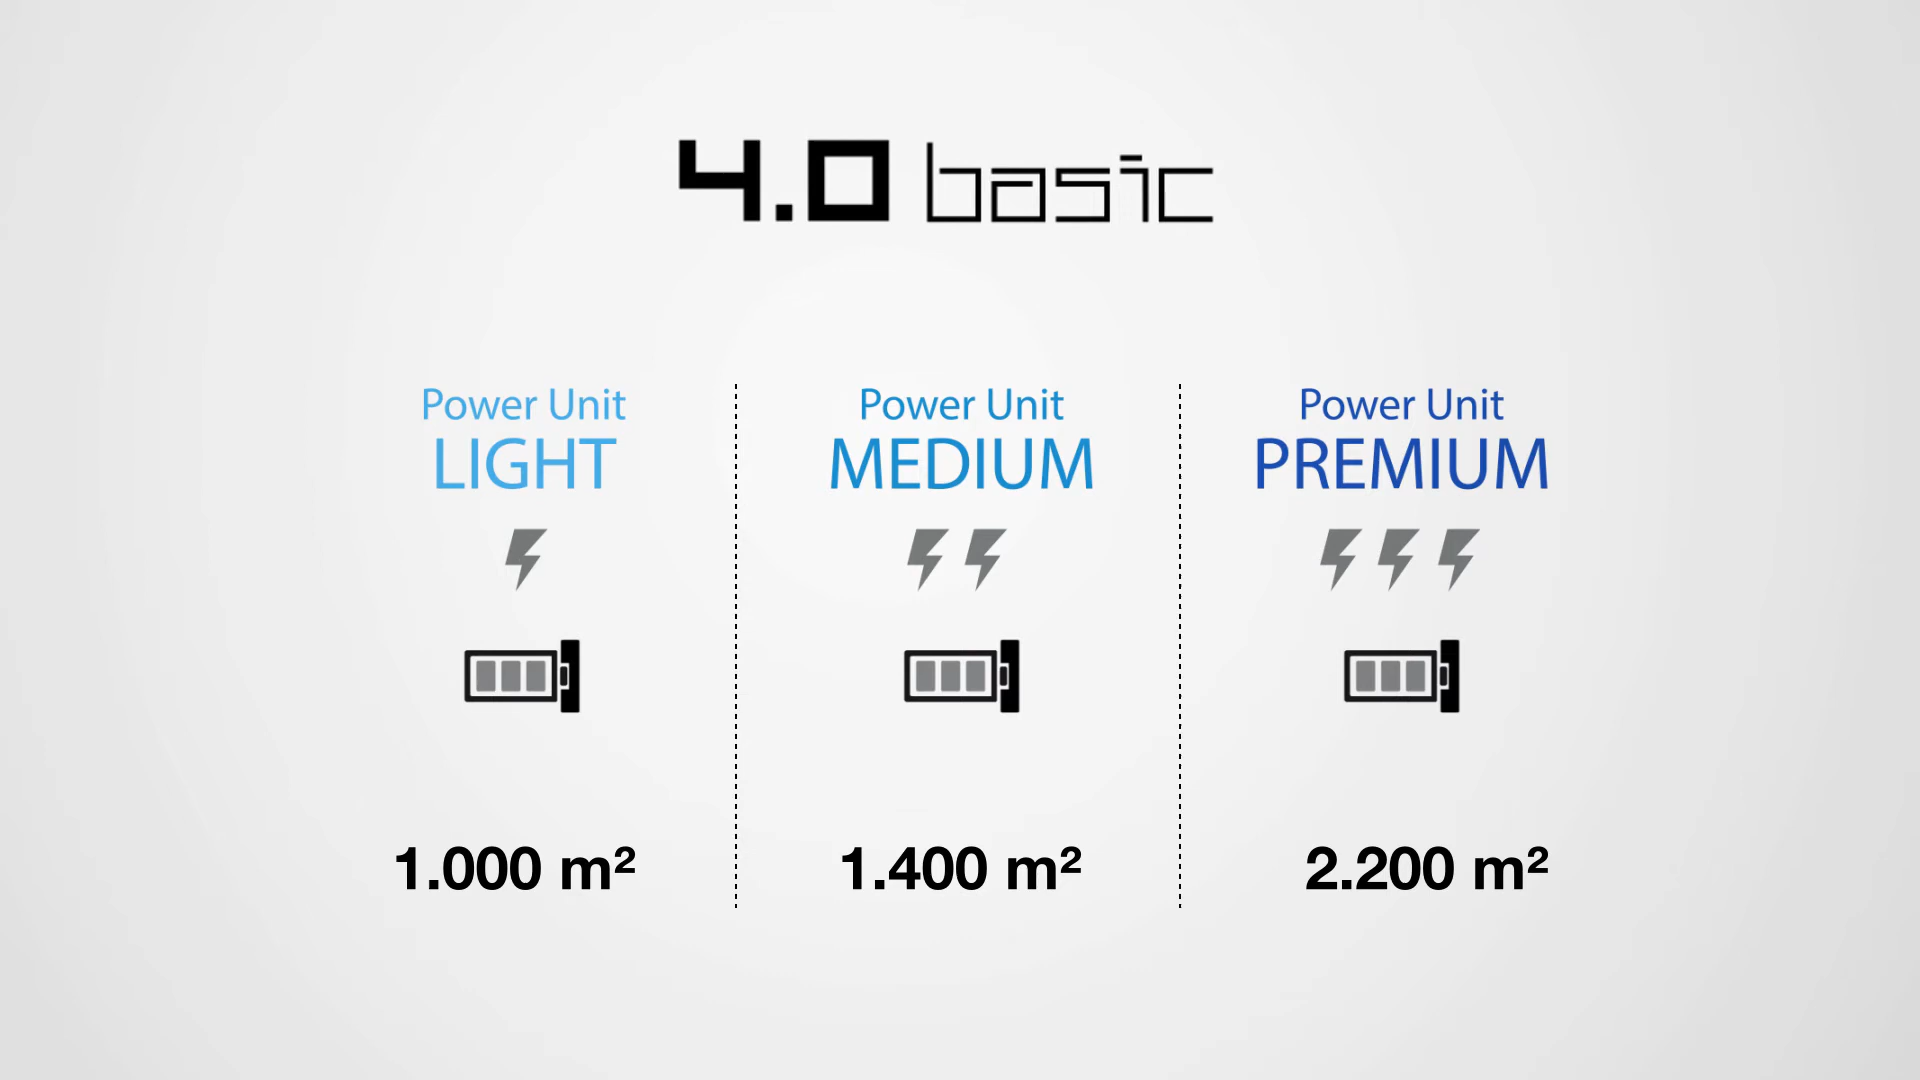 4.0 basic
Power Unit
LIGHT
Power Unit
MEDIUM
Power Unit
PREMIUM
1.000 m²
1.400 m²
2.200 m²